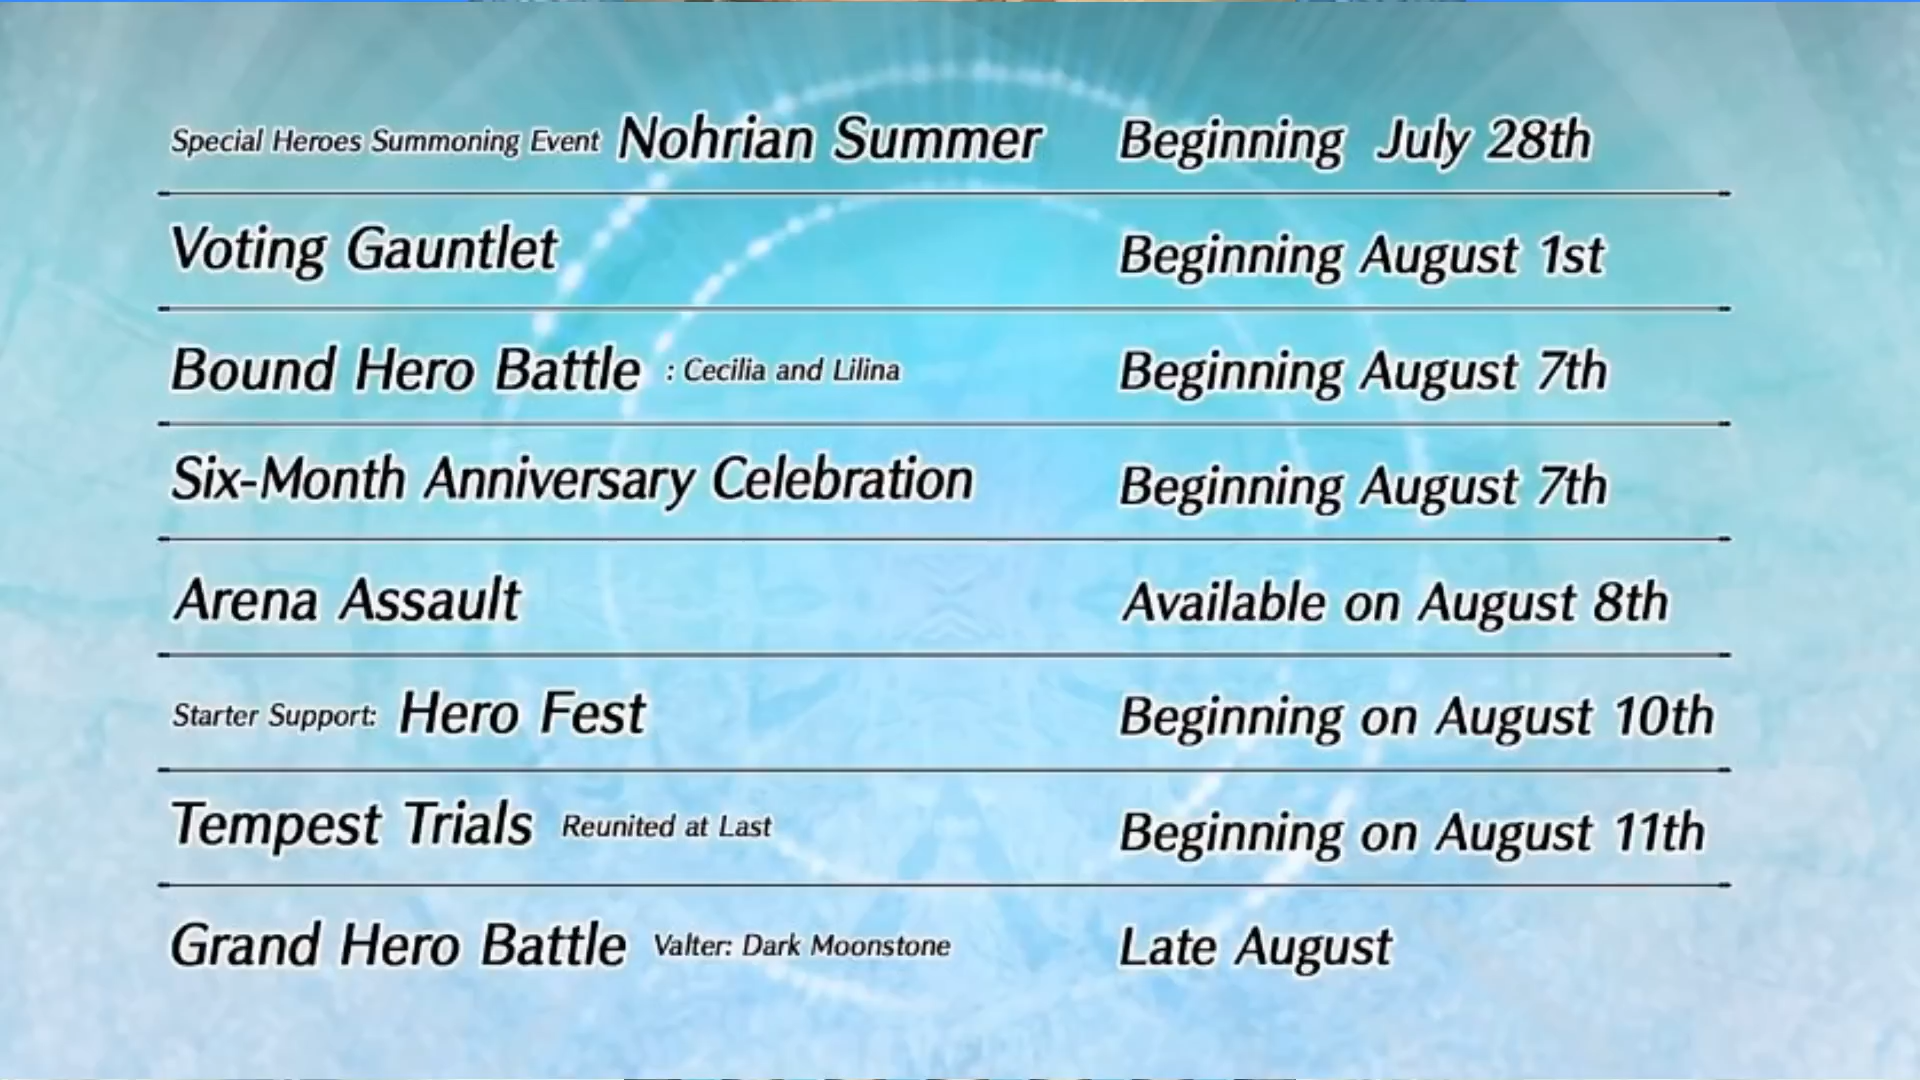 Special Heroes Summoning Event Nohrian Summer Beginning July 28th
Voting Gauntlet Beginning August 1st
Bound Hero Battle : Cecilia and Lilina Beginning August 7th
Six-Month Anniversary Celebration Beginning August 7th
Arena Assault Available on August 8th
Starter Support: Hero Fest Beginning on August 10th
Tempest Trials Reunited at Last Beginning on August 11th
Grand Hero Battle Valter: Dark Moonstone Late August